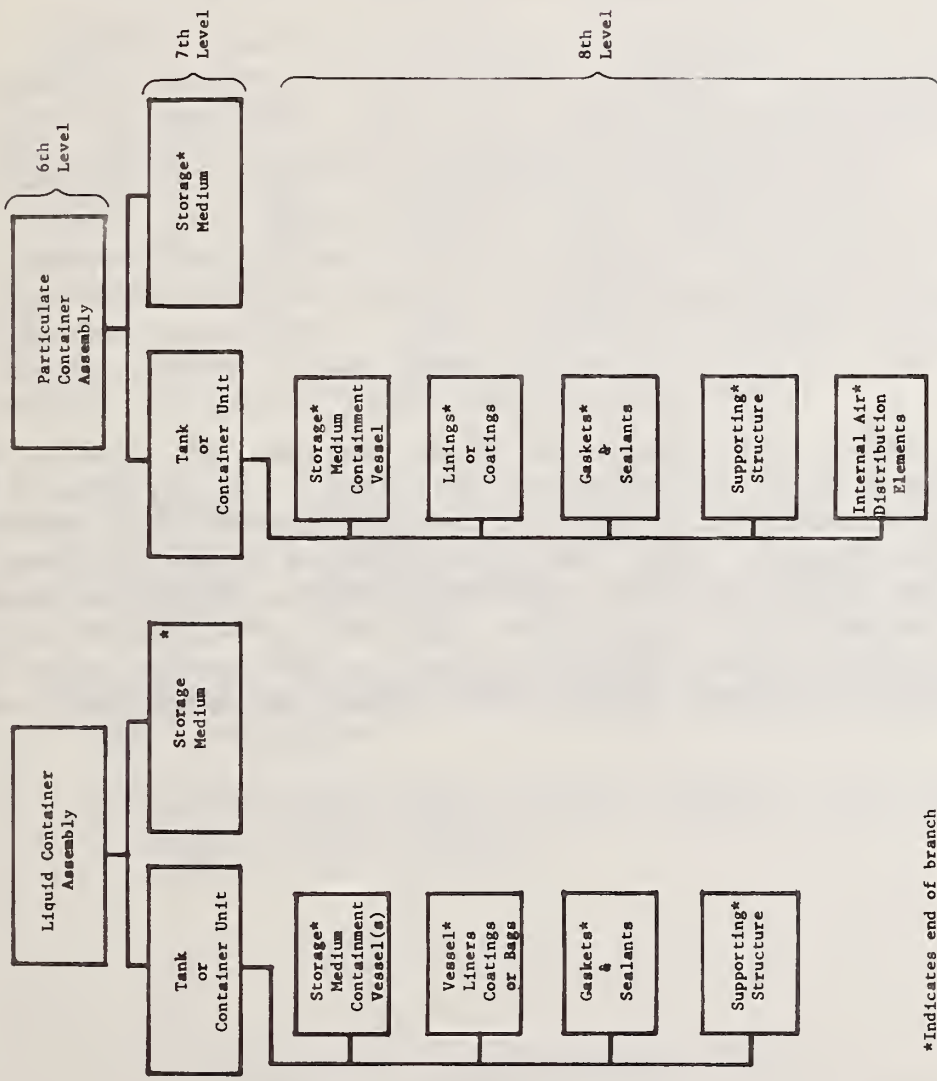 Liquid Container
Assembly
Particulate
Container
Assembly
6th
Level
Tank
or
Container Unit
Storage
Medium
*
Tank
or
Container Unit
Storage*
Medium
7th
Level
Storage*
Medium
Containment
Vessel(s)
Vessel*
Liners
Coatings
or Bags
Gaskets*
&
Sealants
Supporting*
Structure
Storage*
Medium
Containment
Vessel
Linings*
or
Coatings
Gaskets*
&
Sealants
Supporting*
Structure
Internal Air*
Distribution
Elements
8th
Level
*Indicates end of branch